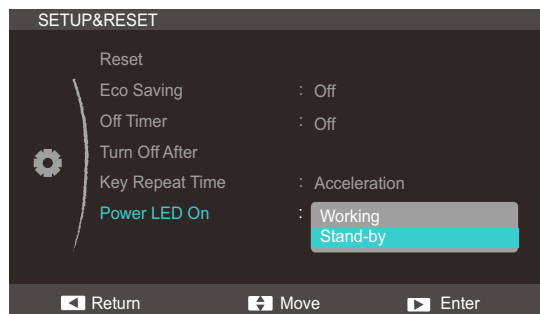 SETUP&RESET
Reset
Eco Saving : Off
Off Timer : Off
Turn Off After
Key Repeat Time : Acceleration
Power LED On : Working
Stand-by
Return Move Enter